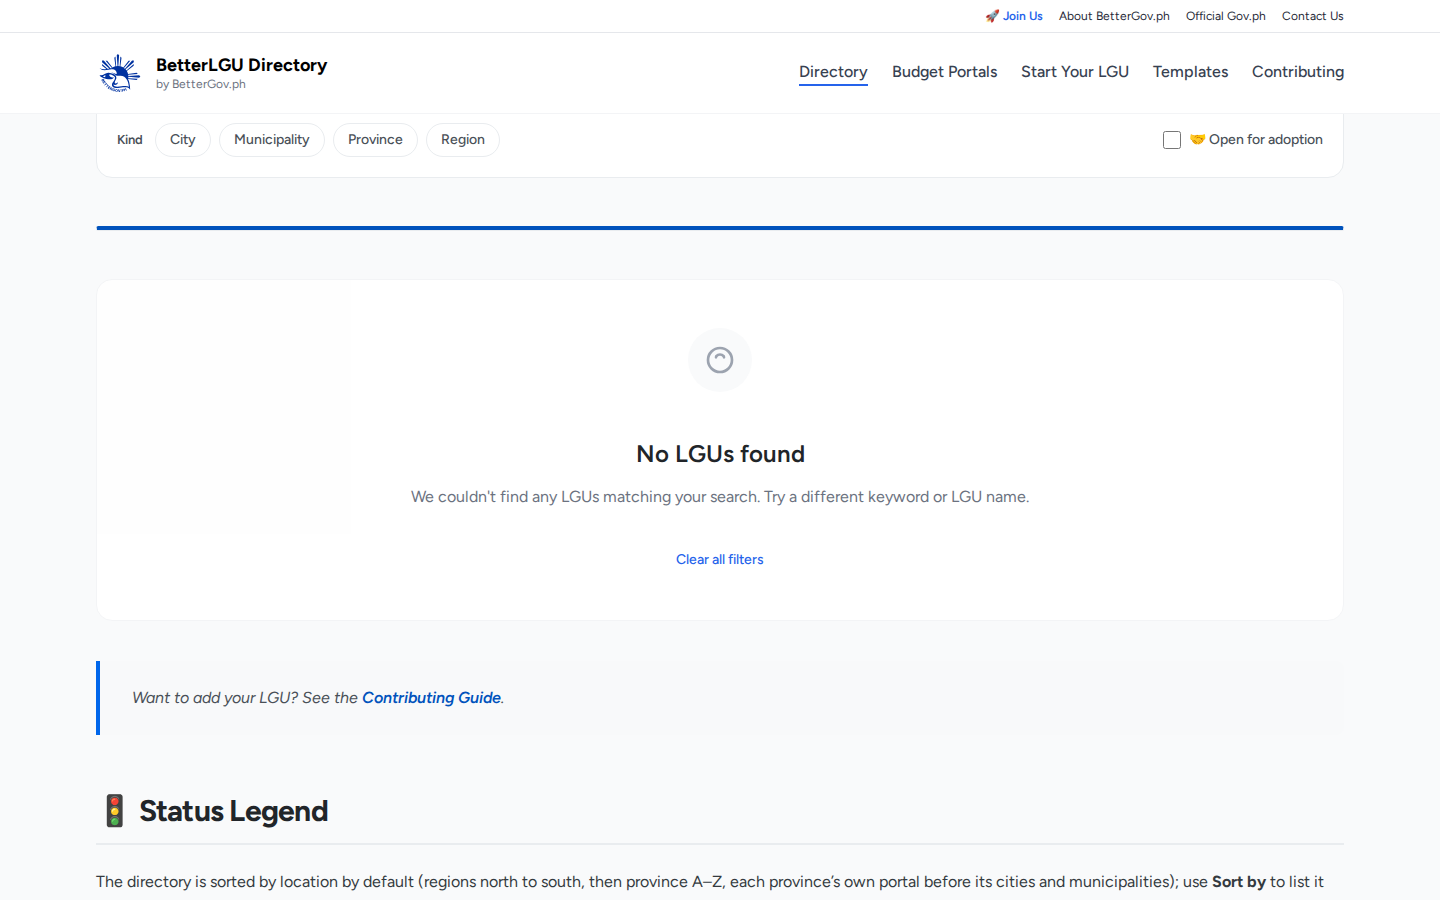 🚀 Join Us About BetterGov.ph Official Gov.ph Contact Us
BetterLGU Directory
by BetterGov.ph
Directory Budget Portals Start Your LGU Templates Contributing
Kind City Municipality Province Region 🤝 Open for adoption
No LGUs found
We couldn't find any LGUs matching your search. Try a different keyword or LGU name.
Clear all filters
Want to add your LGU? See the Contributing Guide.
🚦 Status Legend
The directory is sorted by location by default (regions north to south, then province A–Z, each province's own portal before its cities and municipalities); use Sort by to list it